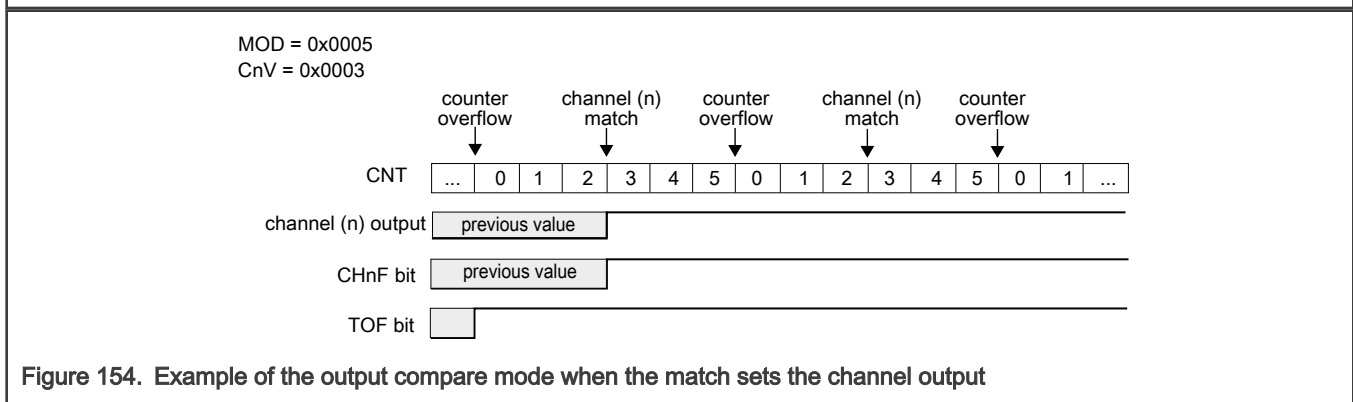 MOD = 0x0005
CnV = 0x0003
counter overflow
channel (n) match
counter overflow
channel (n) match
counter overflow
CNT ... 0 1 2 3 4 5 0 1 2 3 4 5 0 1 ...
channel (n) output previous value
CHnF bit previous value
TOF bit
Figure 154. Example of the output compare mode when the match sets the channel output